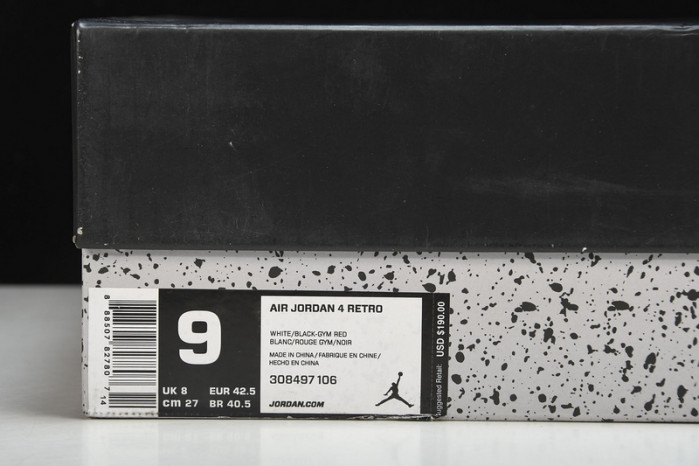 8 88507 82780 7 14
9
UK 8 EUR 42.5
cm 27 BR 40.5
AIR JORDAN 4 RETRO
WHITE/BLACK-GYM RED
BLANC/ROUGE GYM/NOIR
MADE IN CHINA / FABRIQUE EN CHINE /
HECHO EN CHINA
308497 106
JORDAN.COM
Suggested Retail: USD $190.00